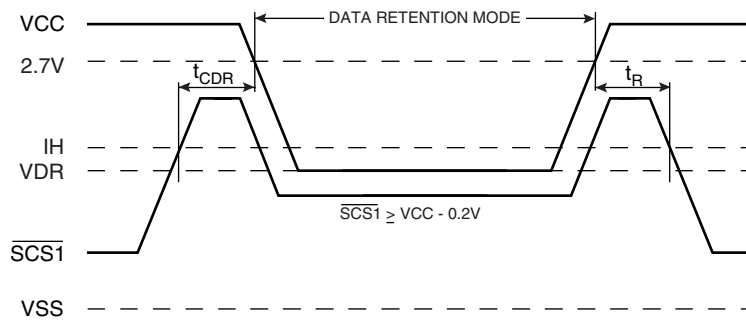 VCC
DATA RETENTION MODE
2.7V
tCDR
tR
IH
VDR
SCS1 ≥ VCC - 0.2V
SCS1
VSS